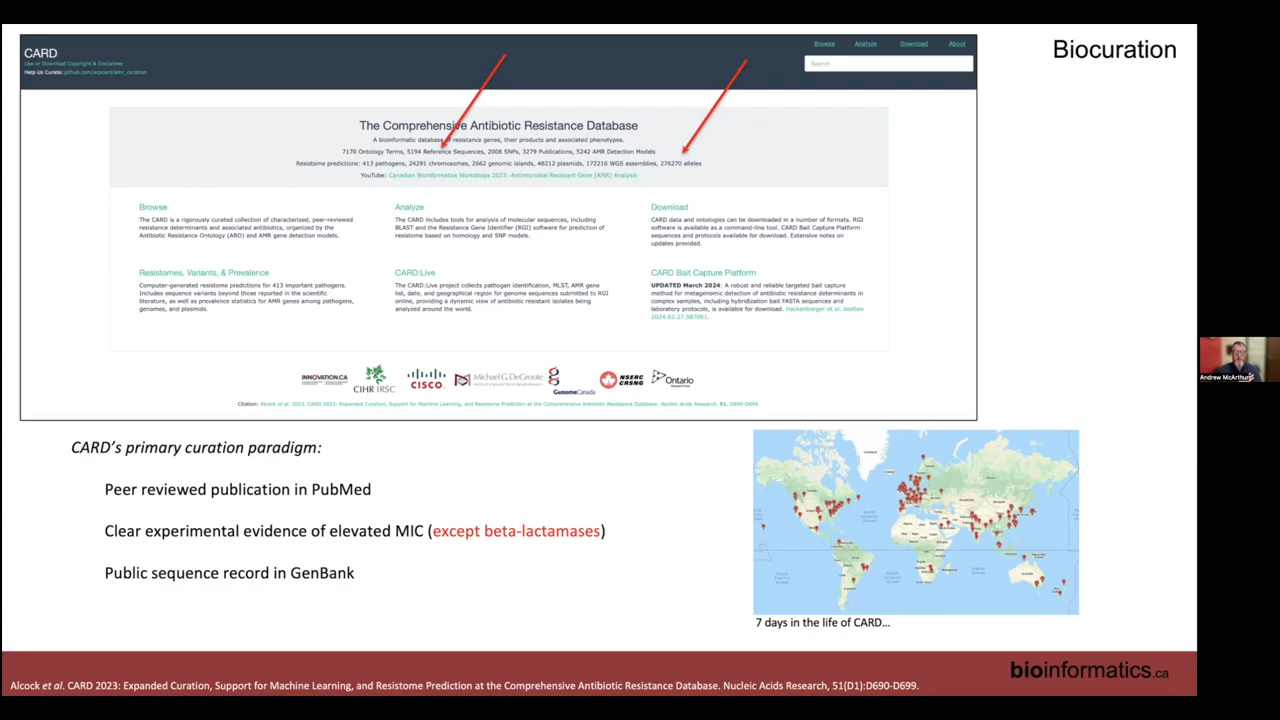 Biocuration
CARD
Use or Download Copyright & Disclaimer
Help Us Curate: github.com/arpcard/amr_curation
Browse
Analyze
Download
About
Search
The Comprehensive Antibiotic Resistance Database
A bioinformatic database of resistance genes, their products and associated phenotypes.
7170 Ontology Terms, 5194 Reference Sequences, 2008 SNPs, 3279 Publications, 5242 AMR Detection Models
Resistome predictions: 413 pathogens, 24291 chromosomes, 2662 genomic islands, 48212 plasmids, 172216 WGS assemblies, 276270 alleles
YouTube: Canadian Bioinformatics Workshops 2023: Antimicrobial Resistant Gene (AMR) Analysis
Browse
The CARD is a rigorously curated collection of characterized, peer-reviewed
resistance determinants and associated antibiotics, organized by the
Antibiotic Resistance Ontology (ARO) and AMR gene detection models.
Analyze
The CARD includes tools for analysis of molecular sequences, including
BLAST and the Resistance Gene Identifier (RGI) software for prediction of
resistome based on homology and SNP models.
Download
CARD data and ontologies can be downloaded in a number of formats. RGI
software is available as a command-line tool. CARD Bait Capture Platform
sequences and protocols available for download. Extensive notes on
updates provided.
Resistomes, Variants, & Prevalence
Computer-generated resistome predictions for 413 important pathogens.
Includes sequence variants beyond those reported in the scientific
literature, as well as prevalence statistics for AMR genes among pathogens,
genomes, and plasmids.
CARD:Live
The CARD:Live project collects pathogen identification, MLST, AMR gene
list, date, and geographical region for genome sequences submitted to RGI
online, providing a dynamic view of antibiotic resistant isolates being
analyzed around the world.
CARD Bait Capture Platform
UPDATED March 2024: A robust and reliable targeted bait capture
method for metagenomic detection of antibiotic resistance determinants in
complex samples, including hybridization bait FASTA sequences and
laboratory protocols, is available for download. Hackenberger et al. bioRxiv
2024.03.27.587061.
INNOVATION.CA
CIHR IRSC
CISCO
Michael G. DeGroote
GenomeCanada
NSERC
CRSNG
Ontario
Citation: Alcock et al. 2023. CARD 2023: Expanded Curation, Support for Machine Learning, and Resistome Prediction at the Comprehensive Antibiotic Resistance Database. Nucleic Acids Research, 51, D690-D699.
CARD's primary curation paradigm:
Peer reviewed publication in PubMed
Clear experimental evidence of elevated MIC (except beta-lactamases)
Public sequence record in GenBank
7 days in the life of CARD…
Andrew McArthur
bioinformatics.ca
Alcock et al. CARD 2023: Expanded Curation, Support for Machine Learning, and Resistome Prediction at the Comprehensive Antibiotic Resistance Database. Nucleic Acids Research, 51(D1):D690-D699.